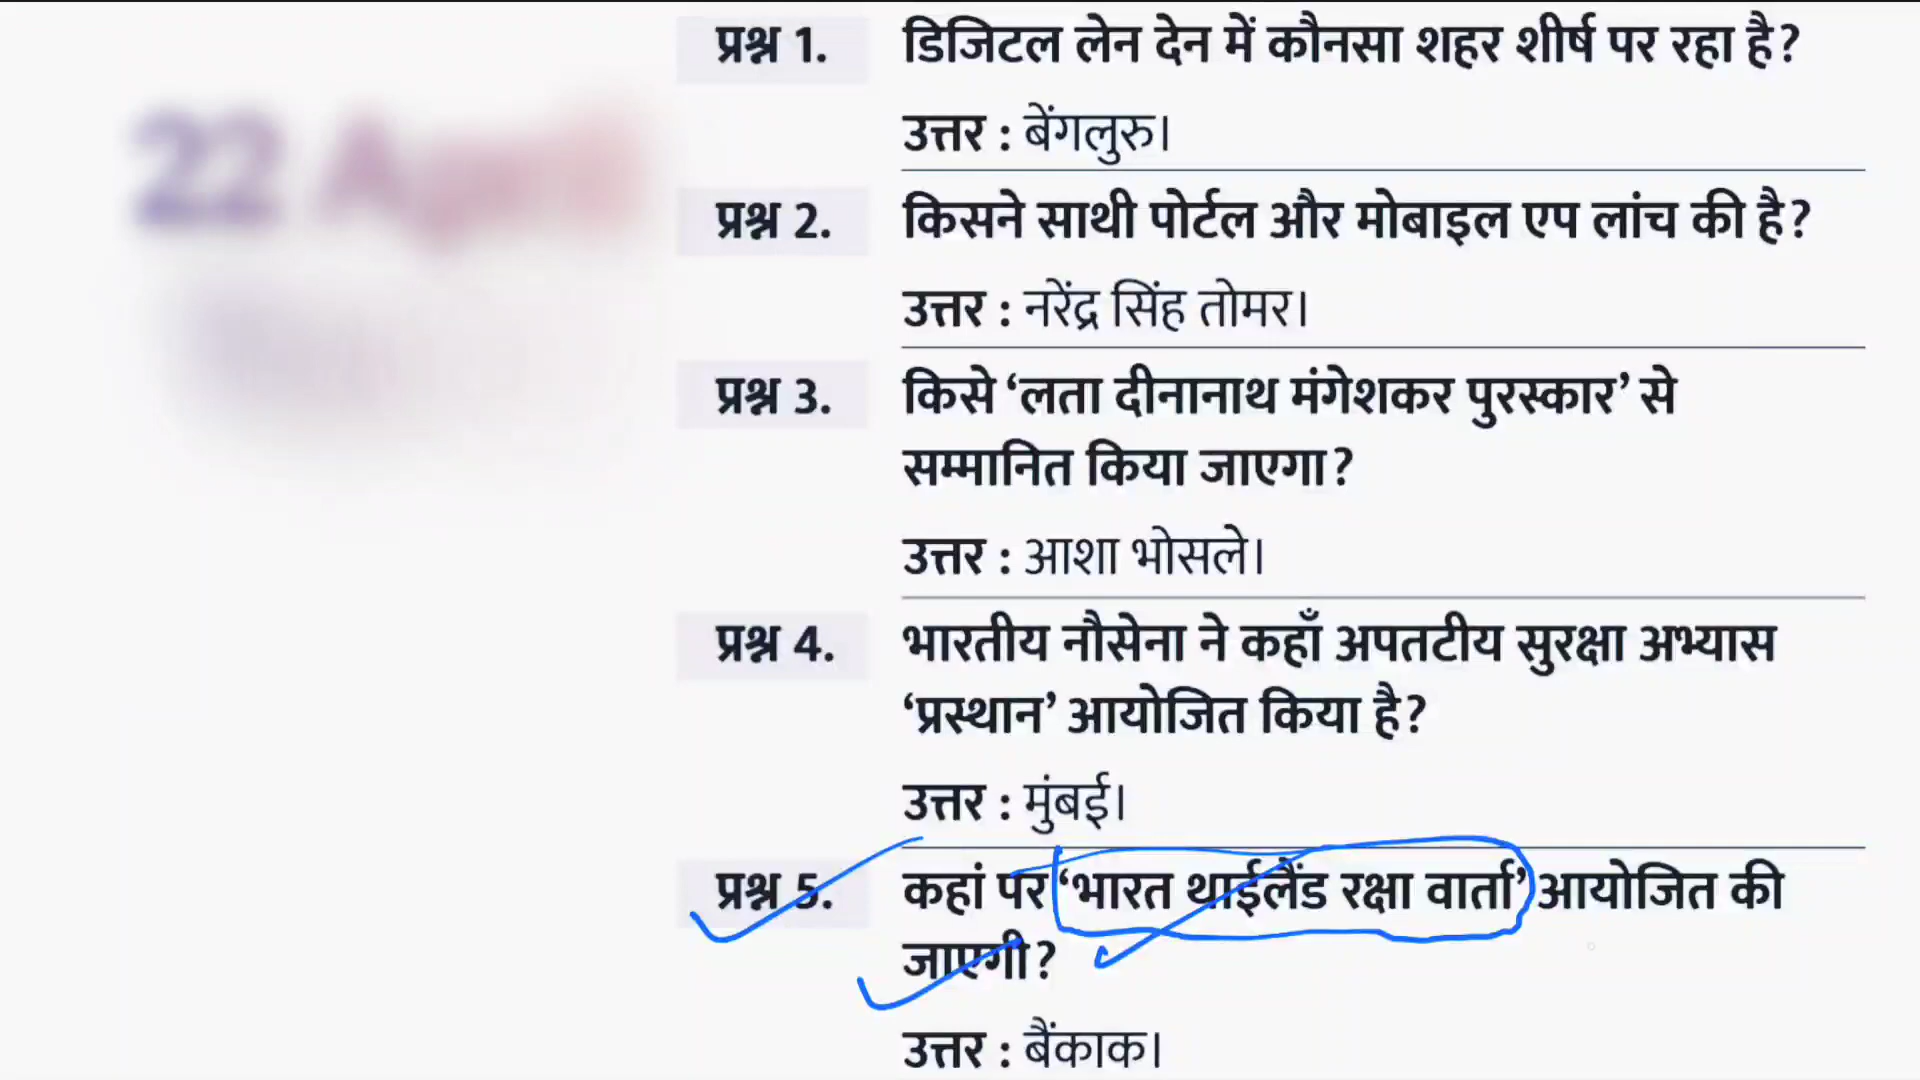 22 April
प्रश्न 1. डिजिटल लेन देन में कौनसा शहर शीर्ष पर रहा है?
उत्तर : बेंगलुरु।
प्रश्न 2. किसने साथी पोर्टल और मोबाइल एप लांच की है?
उत्तर : नरेंद्र सिंह तोमर।
प्रश्न 3. किसे ‘लता दीनानाथ मंगेशकर पुरस्कार’ से
सम्मानित किया जाएगा?
उत्तर : आशा भोसले।
प्रश्न 4. भारतीय नौसेना ने कहाँ अपतटीय सुरक्षा अभ्यास
‘प्रस्थान’ आयोजित किया है?
उत्तर : मुंबई।
प्रश्न 5. कहां पर ‘भारत थाईलैंड रक्षा वार्ता’ आयोजित की
जाएगी?
उत्तर : बैंकाक।